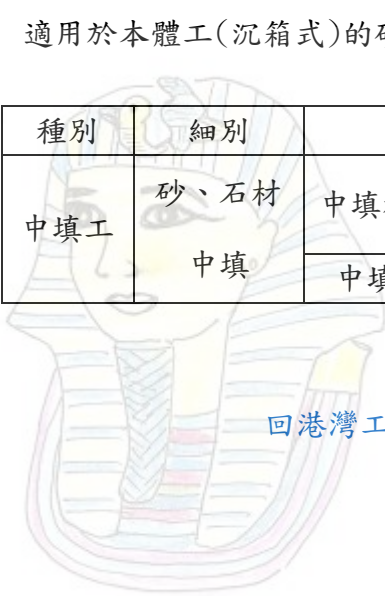 適用於本體工(沉箱式)的
種別 細別
中填工 砂、石材
中填
中填
中填
回港灣工